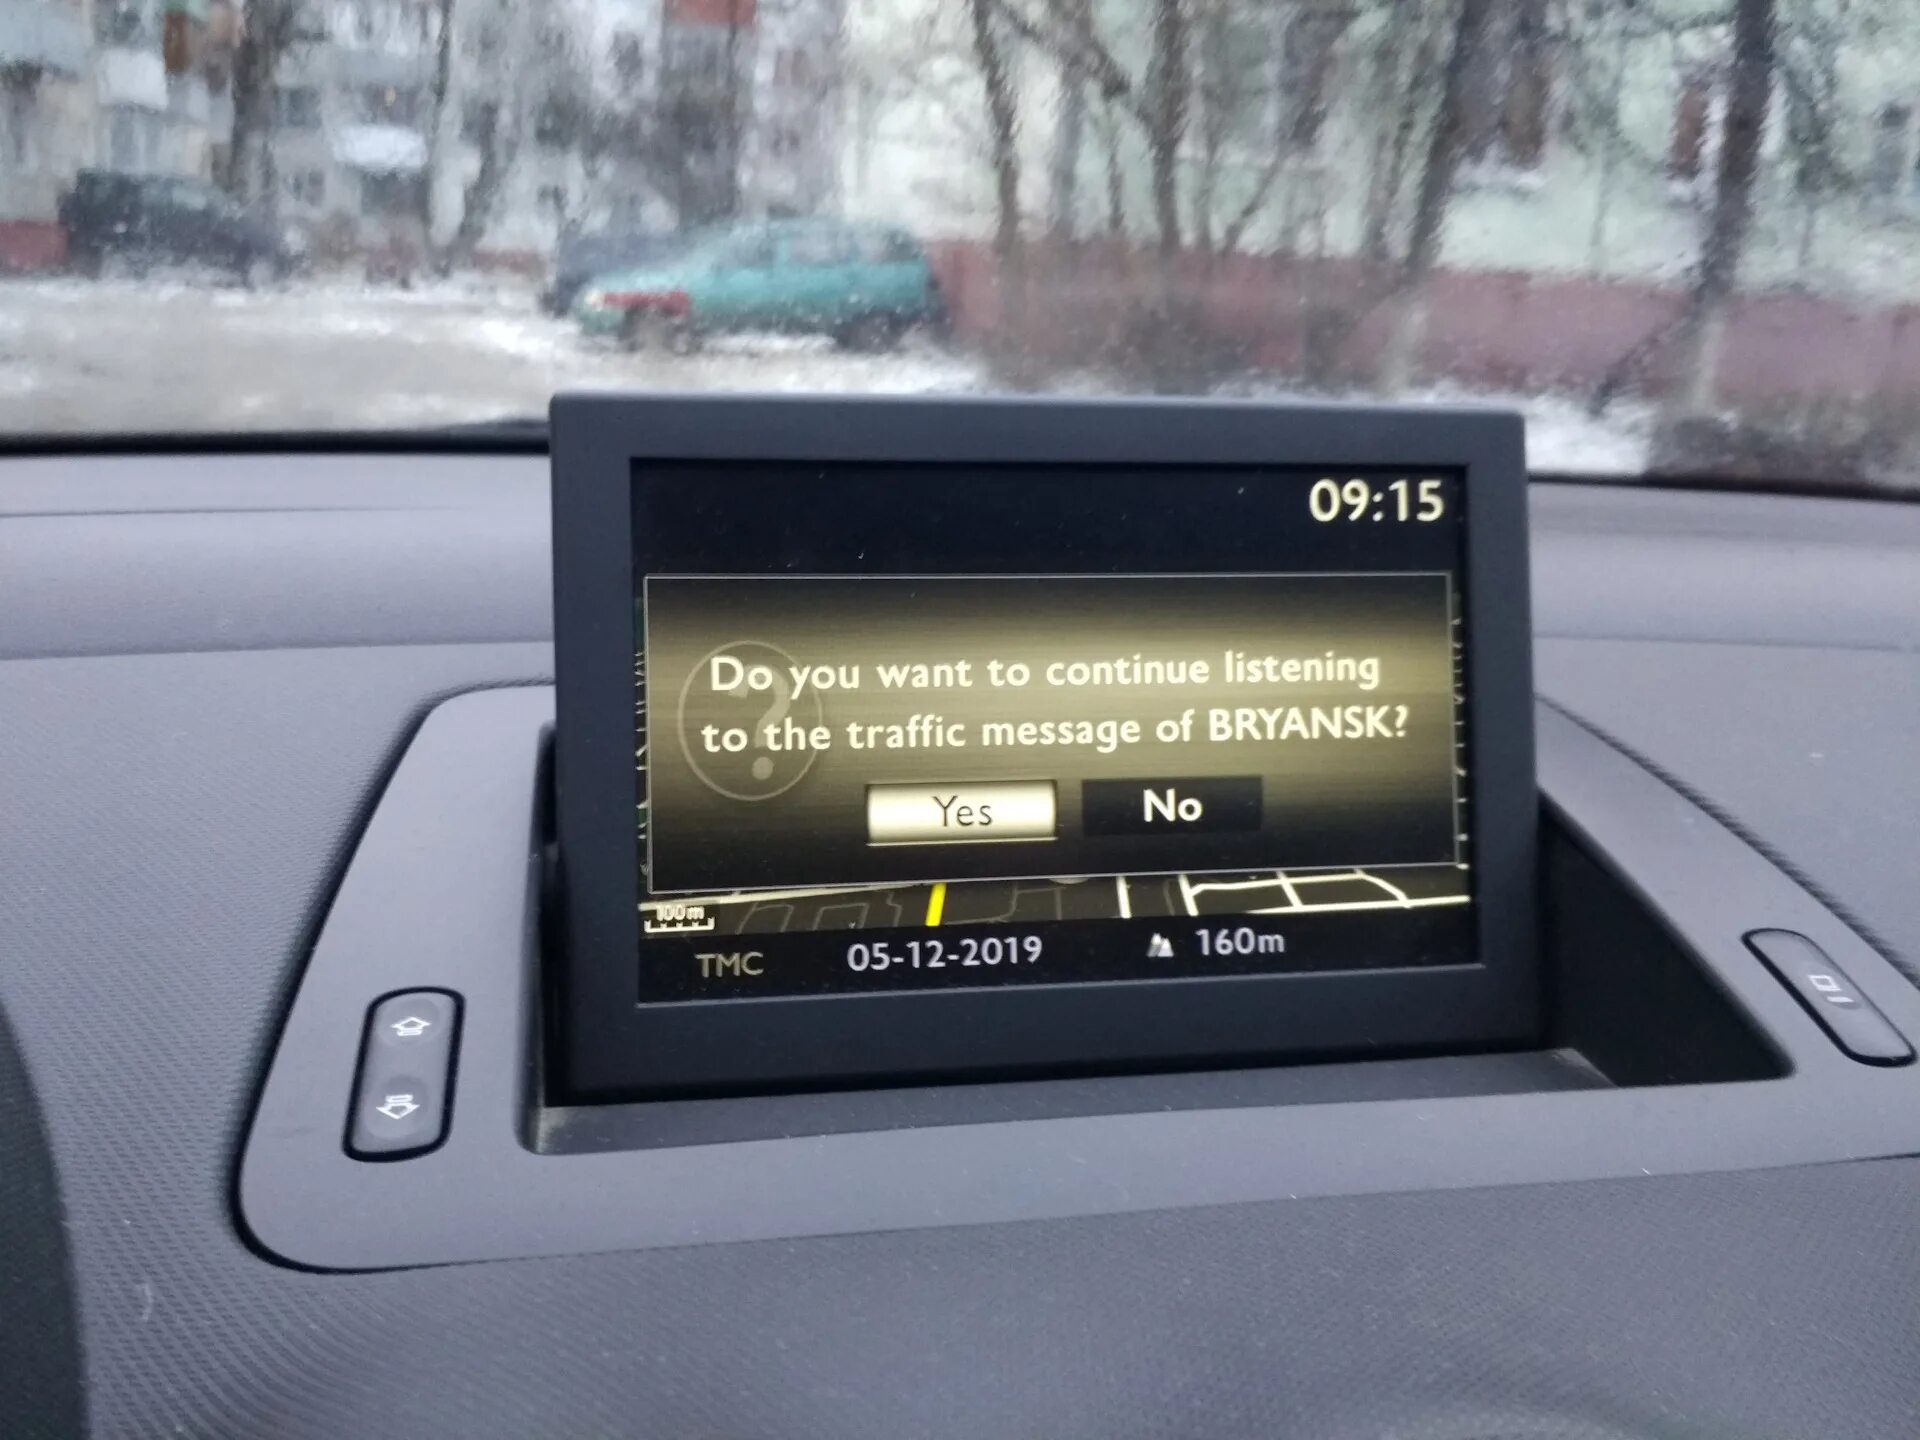 09:15
Do you want to continue listening
to the traffic message of BRYANSK?
Yes No
100m
TMC 05-12-2019 160m